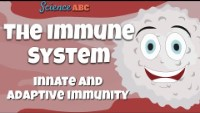 Science ABC
The Immune
System
Innate and
Adaptive Immunity